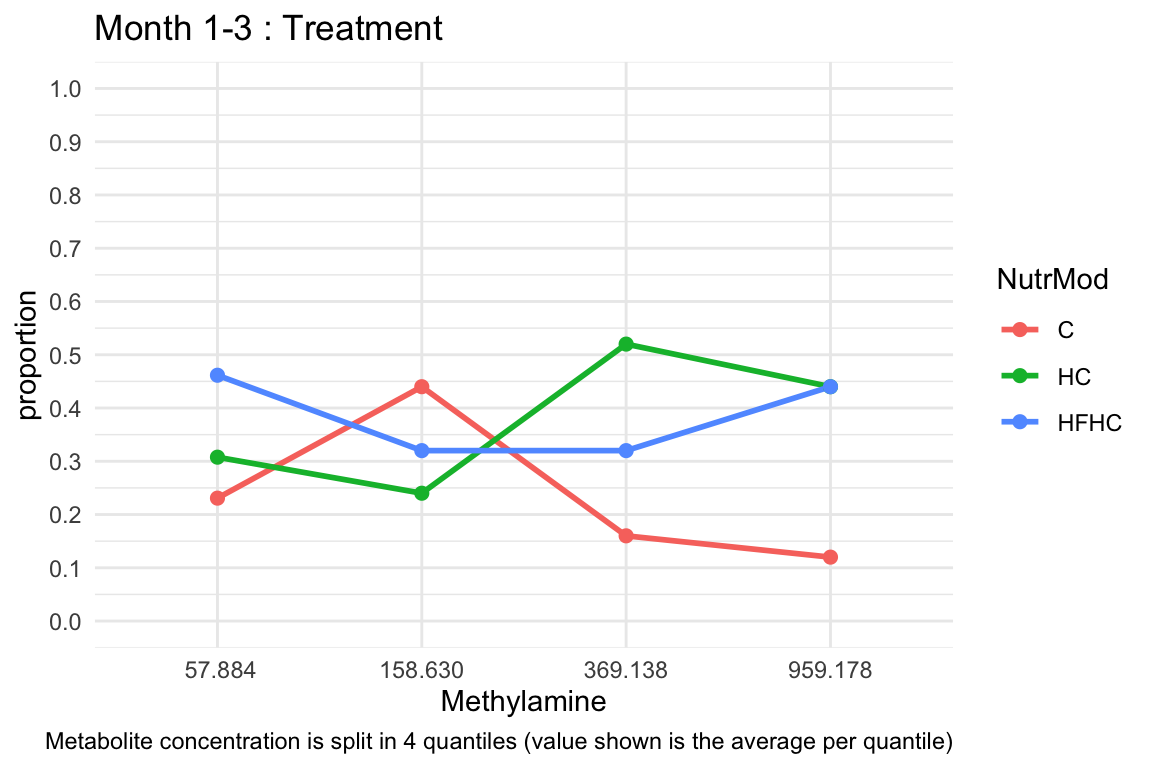 Month 1-3 : Treatment
1.0
0.9
0.8
0.7
0.6
0.5
0.4
0.3
0.2
0.1
0.0
proportion
57.884 158.630 369.138 959.178
Methylamine
Metabolite concentration is split in 4 quantiles (value shown is the average per quantile)
NutrMod
C
HC
HFHC